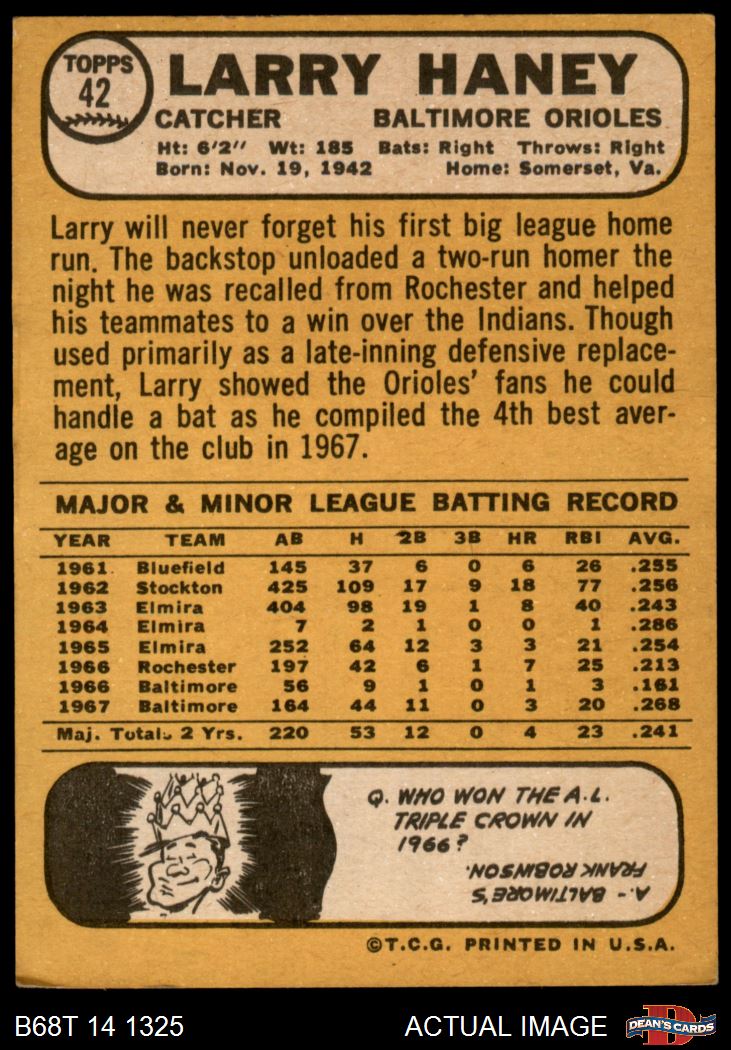 TOPPS
42
LARRY HANEY
CATCHER BALTIMORE ORIOLES
Ht: 6'2" Wt: 185 Bats: Right Throws: Right
Born: Nov. 19, 1942 Home: Somerset, Va.
Larry will never forget his first big league home
run. The backstop unloaded a two-run homer the
night he was recalled from Rochester and helped
his teammates to a win over the Indians. Though
used primarily as a late-inning defensive replace-
ment, Larry showed the Orioles' fans he could
handle a bat as he compiled the 4th best aver-
age on the club in 1967.
MAJOR & MINOR LEAGUE BATTING RECORD
YEAR TEAM AB H 2B 3B HR RBI AVG.
1961 Bluefield 145 37 6 0 6 26 .255
1962 Stockton 425 109 17 9 18 77 .256
1963 Elmira 404 98 19 1 8 40 .243
1964 Elmira 7 2 1 0 0 1 .286
1965 Elmira 252 64 12 3 3 21 .254
1966 Rochester 197 42 6 1 7 25 .213
1966 Baltimore 56 9 1 0 1 3 .161
1967 Baltimore 164 44 11 0 3 20 .268
Maj. Totals 2 Yrs. 220 53 12 0 4 23 .241
Q. WHO WON THE A.L.
TRIPLE CROWN IN
1966?
A.- BALTIMORE'S
FRANK ROBINSON.
©T.C.G. PRINTED IN U.S.A.
B68T 14 1325 ACTUAL IMAGE
D
DEAN'S CARDS